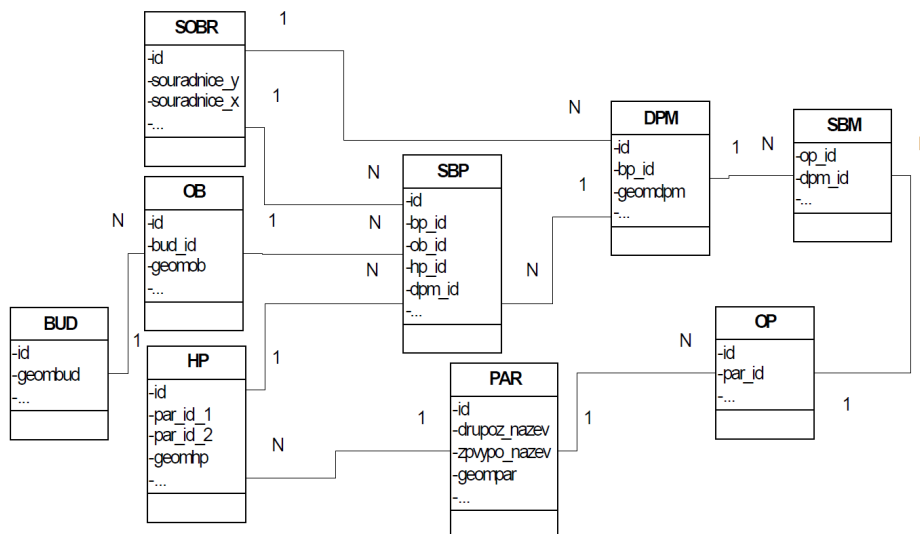 SOBR
-id
-souradnice_y
-souradnice_x
-...
1
1
N
DPM
-id
-bp_id
-geomdpm
-...
1
N
SBM
-op_id
-dpm_id
-...
OB
-id
-bud_id
-geomob
-...
N
1
N
N
N
SBP
-id
-bp_id
-ob_id
-hp_id
-dpm_id
-...
1
N
BUD
-id
-geombud
-...
1
HP
-id
-par_id_1
-par_id_2
-geomhp
-...
1
N
1
PAR
-id
-drupoz_nazev
-zpvypo_nazev
-geompar
-...
1
N
OP
-id
-par_id
-...
1